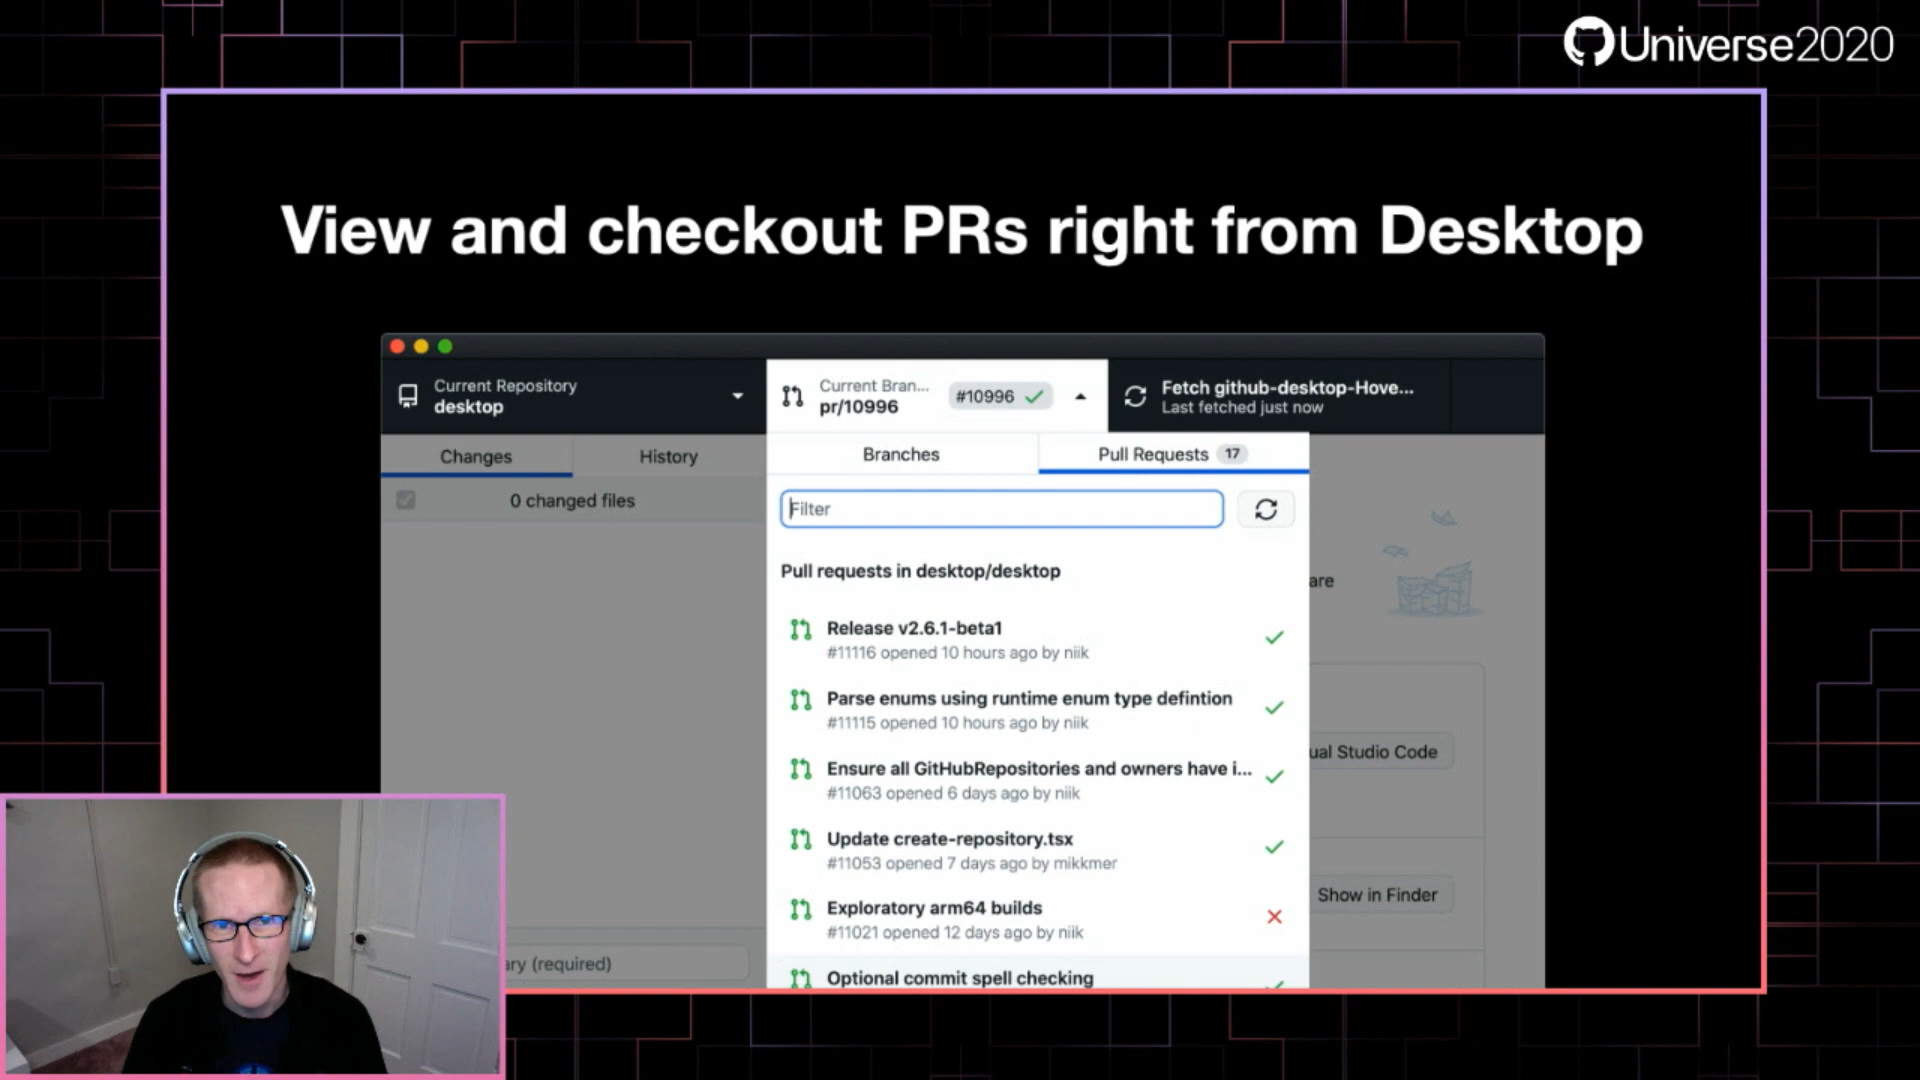 Universe2020
View and checkout PRs right from Desktop
Current Repository
desktop
Current Bran...
pr/10996
#10996
Fetch github-desktop-Hove...
Last fetched just now
Changes
History
Branches
Pull Requests 17
0 changed files
Filter
Pull requests in desktop/desktop
are
Release v2.6.1-beta1
#11116 opened 10 hours ago by niik
Parse enums using runtime enum type defintion
#11115 opened 10 hours ago by niik
ual Studio Code
Ensure all GitHubRepositories and owners have i...
#11063 opened 6 days ago by niik
Update create-repository.tsx
#11053 opened 7 days ago by mikkmer
Show in Finder
Exploratory arm64 builds
#11021 opened 12 days ago by niik
ary (required)
Optional commit spell checking